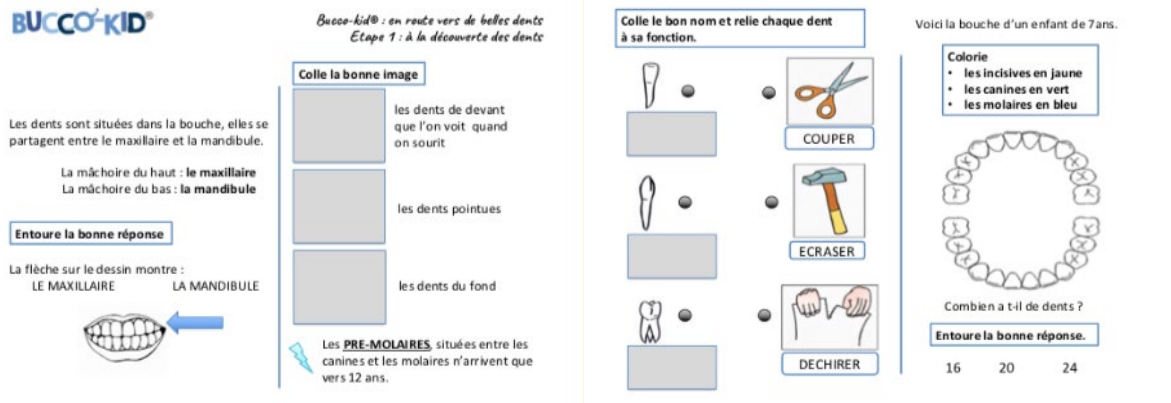 BUCCO-KID®
Bucco-kid® : en route vers de belles dents
Etape 1 : à la découverte des dents
Les dents sont situées dans la bouche, elles se
partagent entre le maxillaire et la mandibule.
La mâchoire du haut : le maxillaire
La mâchoire du bas : la mandibule
Entoure la bonne réponse
La flèche sur le dessin montre :
LE MAXILLAIRE LA MANDIBULE
Colle la bonne image
les dents de devant
que l'on voit quand
on sourit
les dents pointues
les dents du fond
Les PRE-MOLAIRES, situées entre les
canines et les molaires n'arrivent que
vers 12 ans.
Colle le bon nom et relie chaque dent
à sa fonction.
COUPER
ECRASER
DECHIRER
Voici la bouche d'un enfant de 7ans.
Colorie
• les incisives en jaune
• les canines en vert
• les molaires en bleu
Combien a t-il de dents ?
Entoure la bonne réponse.
16 20 24